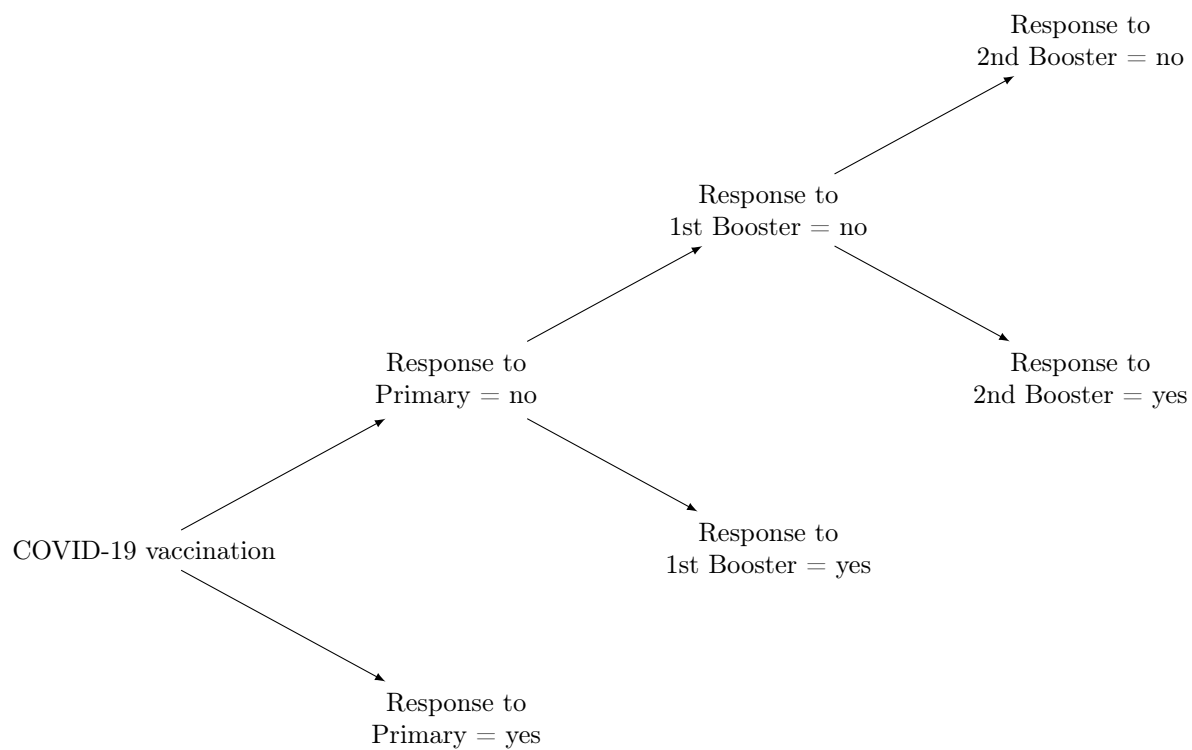 Response to
2nd Booster = no
Response to
1st Booster = no
Response to
Primary = no
Response to
2nd Booster = yes
COVID-19 vaccination
Response to
1st Booster = yes
Response to
Primary = yes